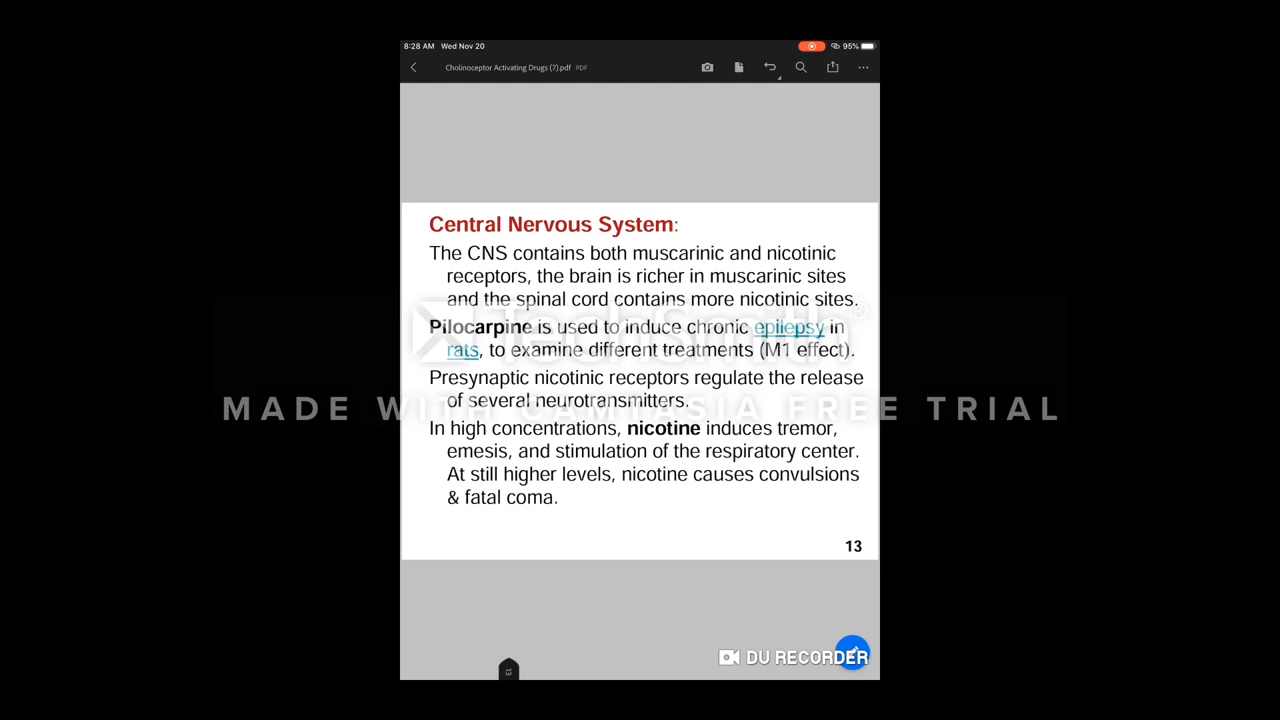 8:28 AM Wed Nov 20
95%
Cholinoceptor Activating Drugs (7).pdf PDF
Central Nervous System:
The CNS contains both muscarinic and nicotinic
receptors, the brain is richer in muscarinic sites
and the spinal cord contains more nicotinic sites.
Pilocarpine is used to induce chronic epilepsy in
rats, to examine different treatments (M1 effect).
Presynaptic nicotinic receptors regulate the release
of several neurotransmitters.
In high concentrations, nicotine induces tremor,
emesis, and stimulation of the respiratory center.
At still higher levels, nicotine causes convulsions
& fatal coma.
13
TechSmith®
MADE WITH CAMTASIA FREE TRIAL
DU RECORDER
13